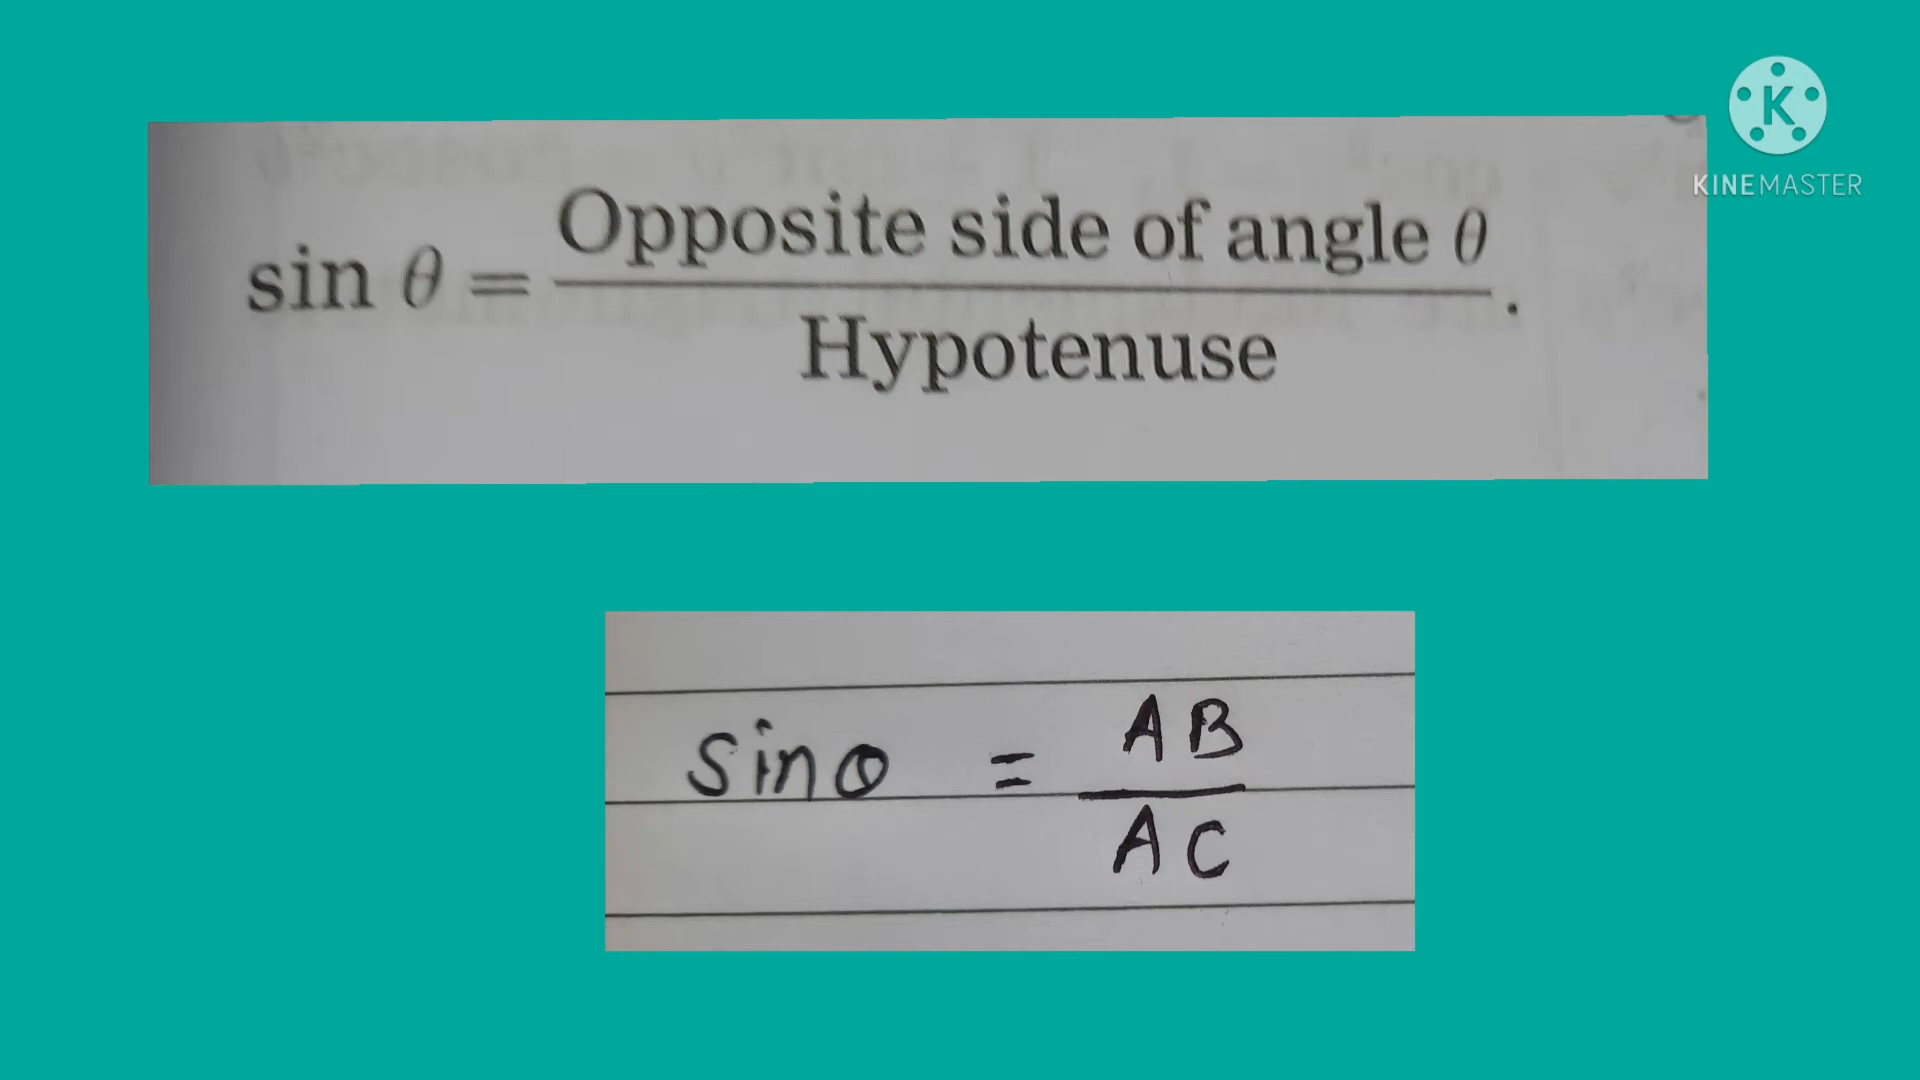 K
KINEMASTER
sin θ = Opposite side of angle θ / Hypotenuse .
sin θ = AB / AC